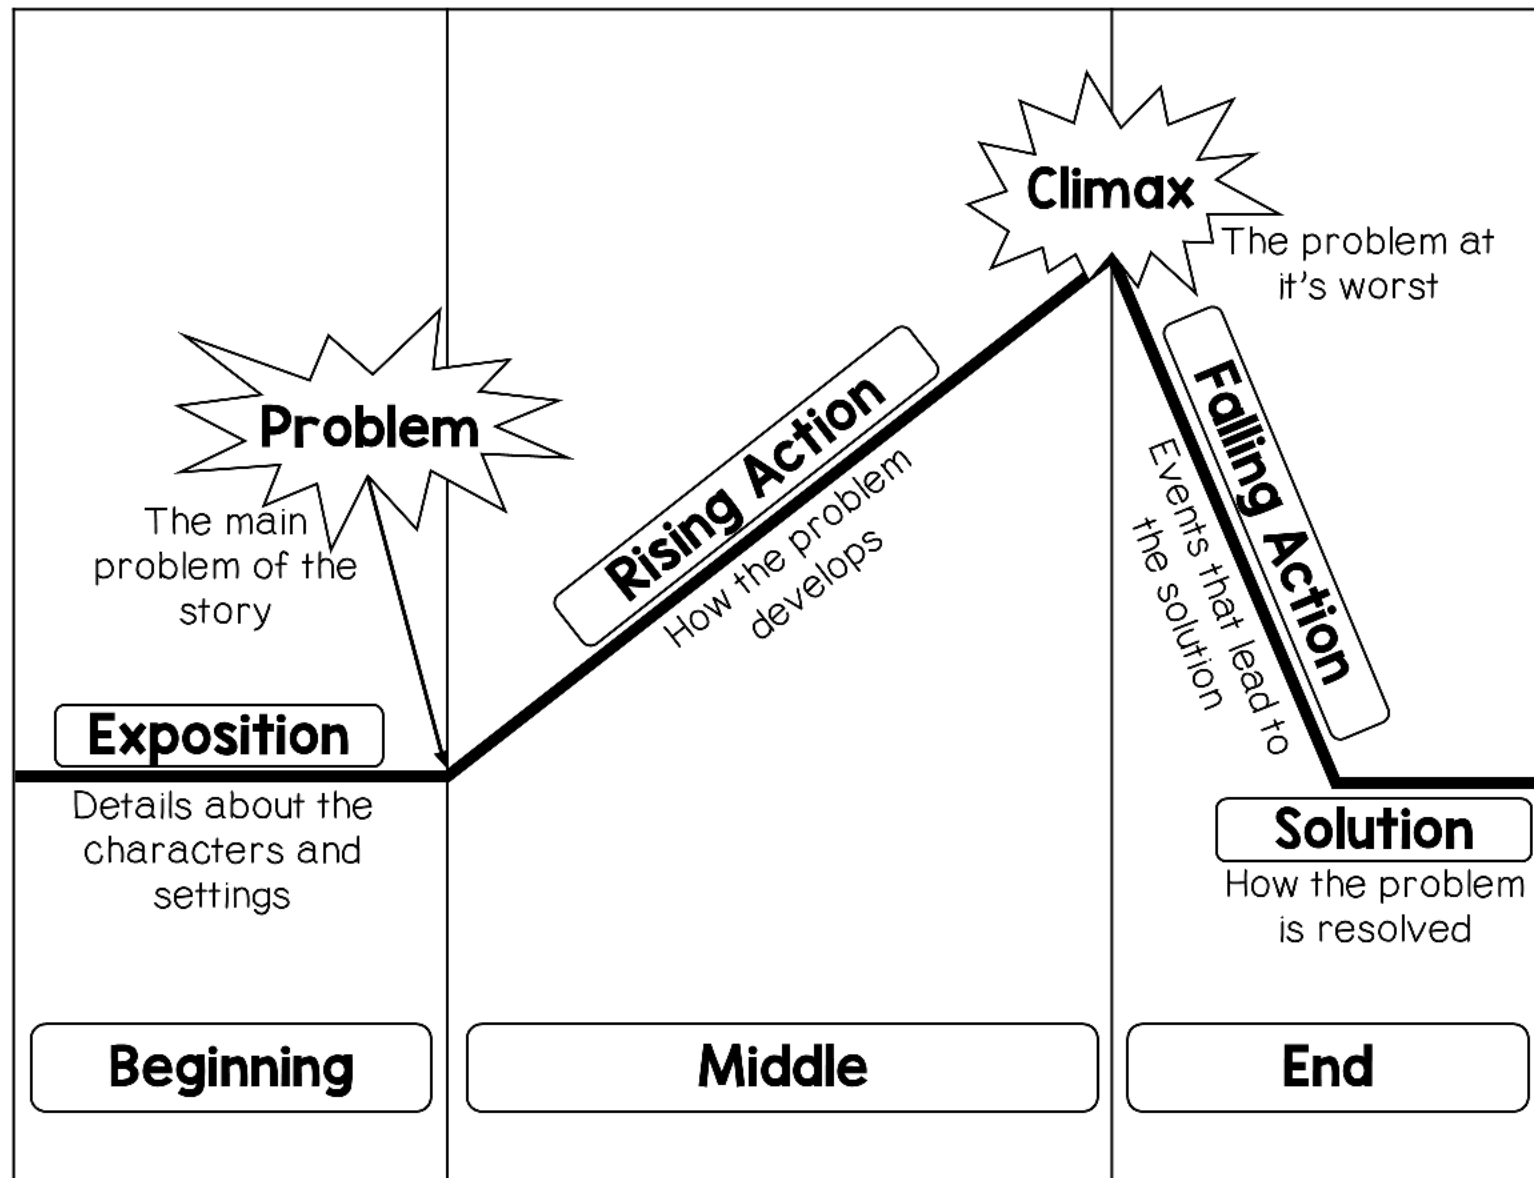 Climax
The problem at
it's worst
Problem
The main
problem of the
story
Rising Action
How the problem
develops
Falling Action
Events that lead to
the solution
Exposition
Details about the
characters and
settings
Solution
How the problem
is resolved
Beginning
Middle
End